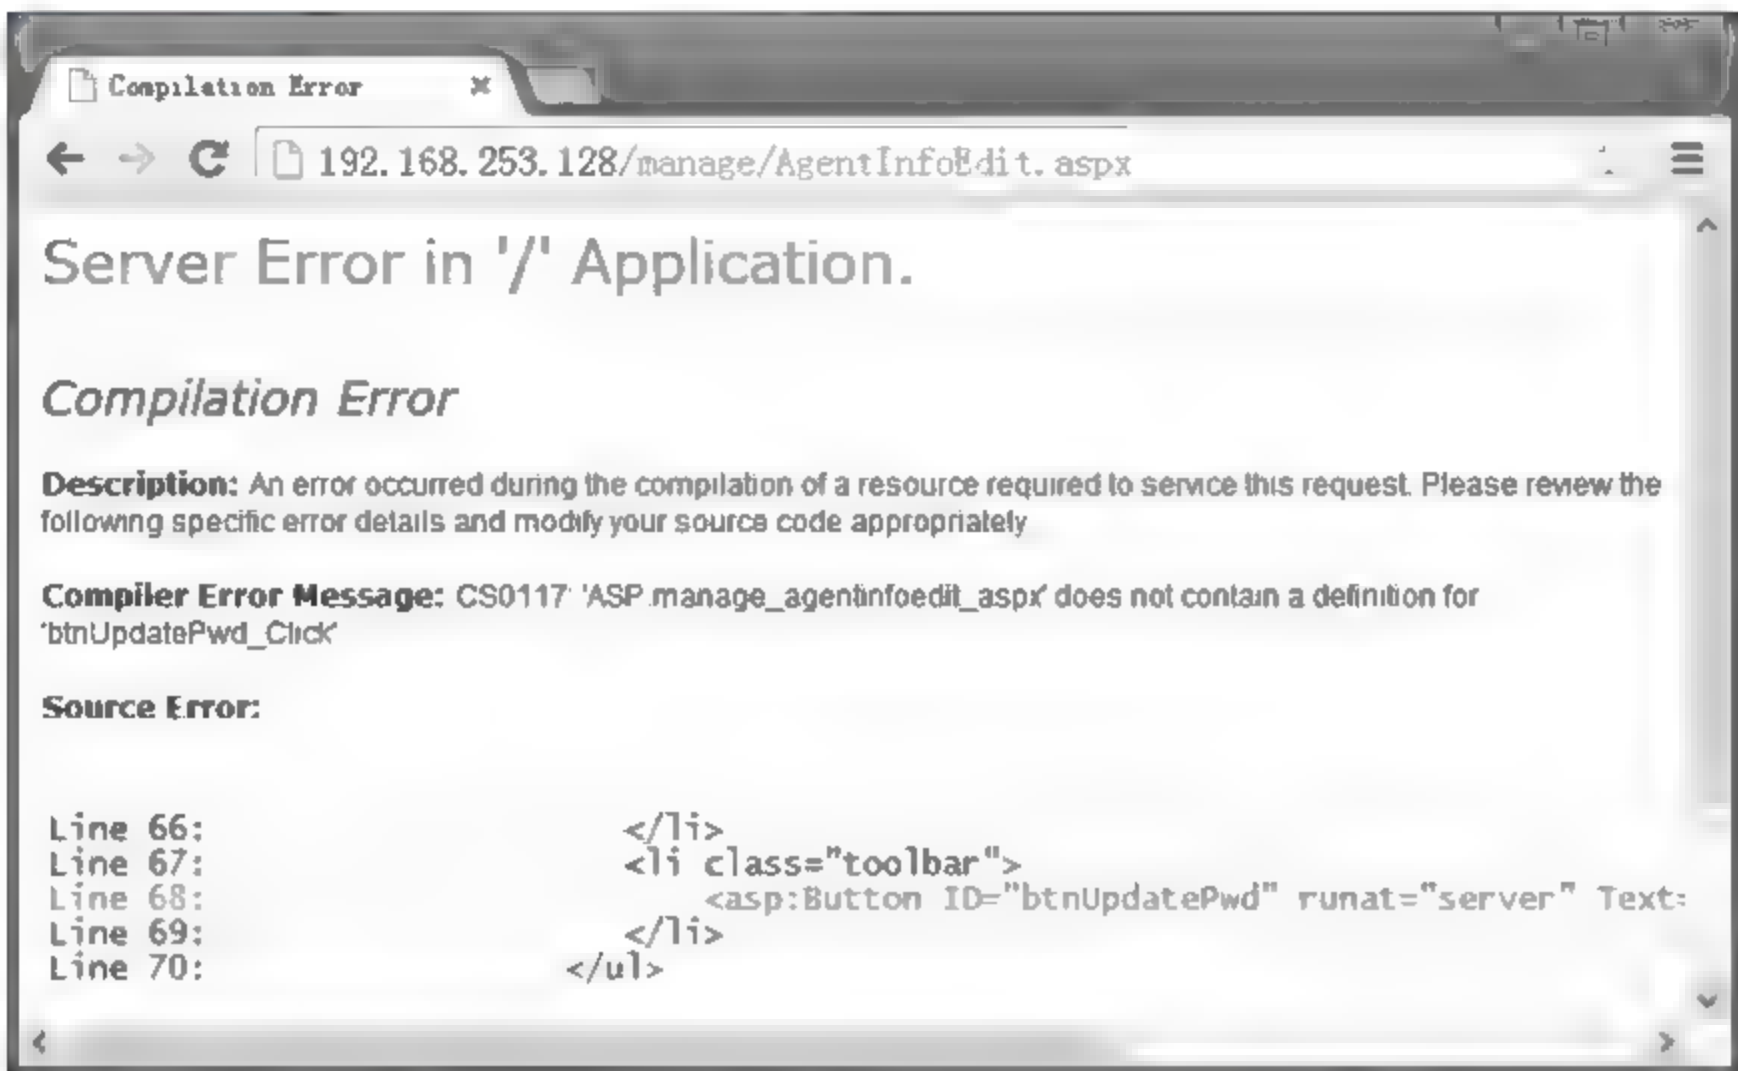 Compilation Error
192.168.253.128/manage/AgentInfoEdit.aspx
Server Error in '/' Application.
Compilation Error
Description: An error occurred during the compilation of a resource required to service this request. Please review the
following specific error details and modify your source code appropriately
Compiler Error Message: CS0117: 'ASP.manage_agentinfoedit_aspx' does not contain a definition for
'btnUpdatePwd_Click'
Source Error:
Line 66: </li>
Line 67: <li class="toolbar">
Line 68: <asp:Button ID="btnUpdatePwd" runat="server" Text=
Line 69: </li>
Line 70: </ul>